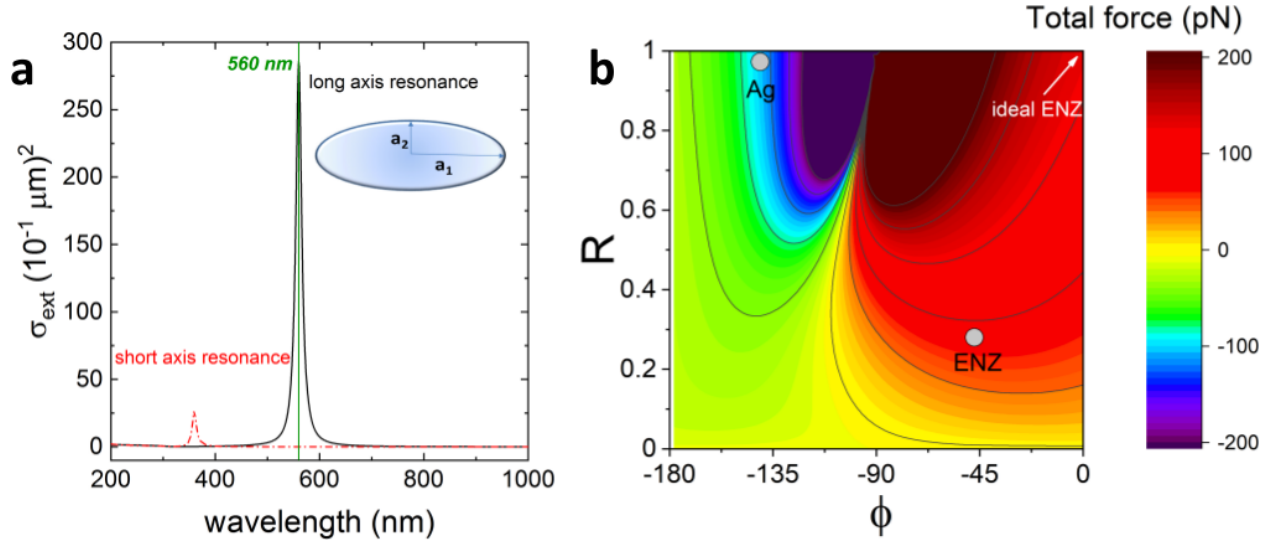 a
300
250
200
150
100
50
0
σext (10-1 μm)2
560 nm
long axis resonance
a2
a1
short axis resonance
200
400
600
800
1000
wavelength (nm)
b
Total force (pN)
1
0.8
0.6
0.4
0.2
0
R
Ag
ideal ENZ
ENZ
-180
-135
-90
-45
0
ϕ
200
100
0
-100
-200